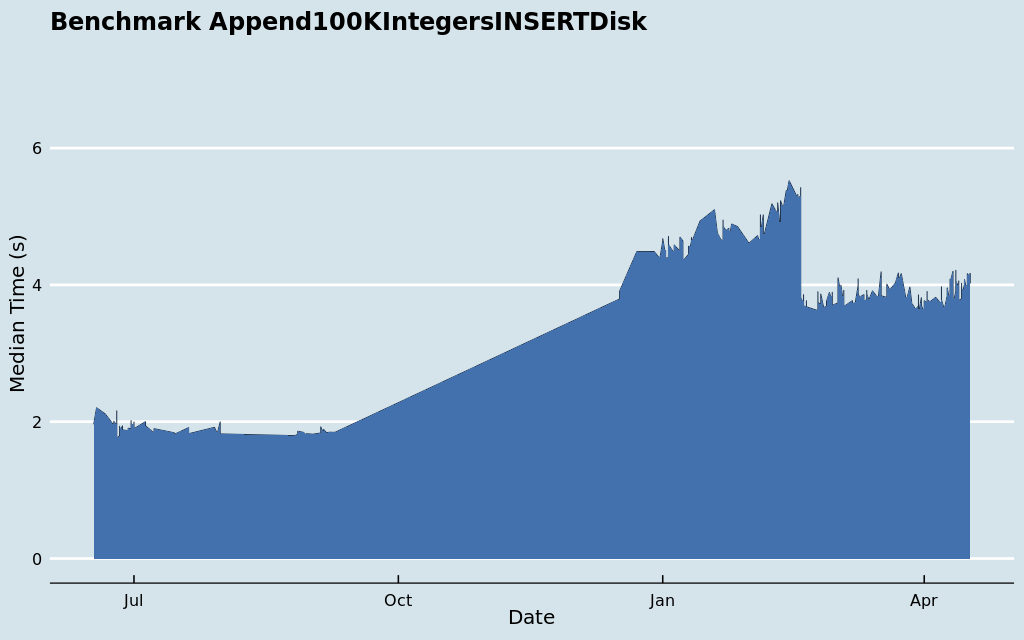 Benchmark Append100KIntegersINSERTDisk
Median Time (s)
6
4
2
0
Jul Oct Jan Apr
Date